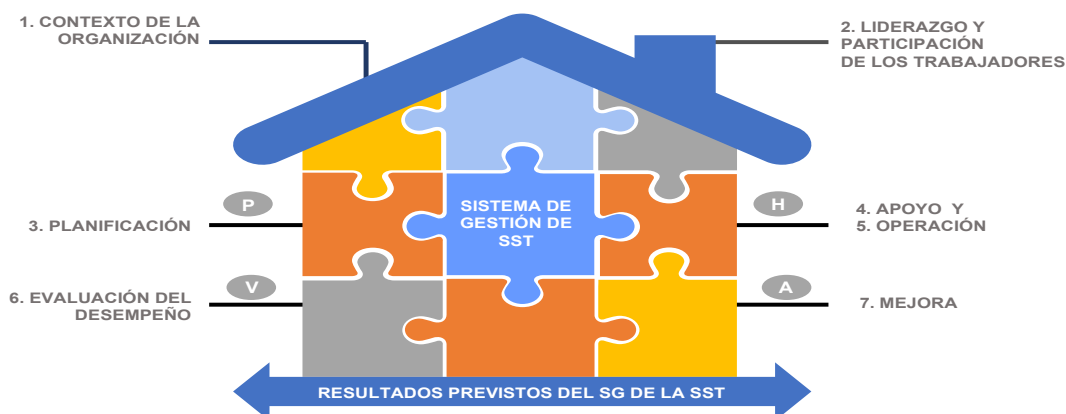 1. CONTEXTO DE LA
ORGANIZACIÓN
2. LIDERAZGO Y
PARTICIPACIÓN
DE LOS TRABAJADORES
SISTEMA DE
GESTIÓN DE
SST
P
3. PLANIFICACIÓN
H
4. APOYO Y
5. OPERACIÓN
V
6. EVALUACIÓN DEL
DESEMPEÑO
A
7. MEJORA
RESULTADOS PREVISTOS DEL SG DE LA SST